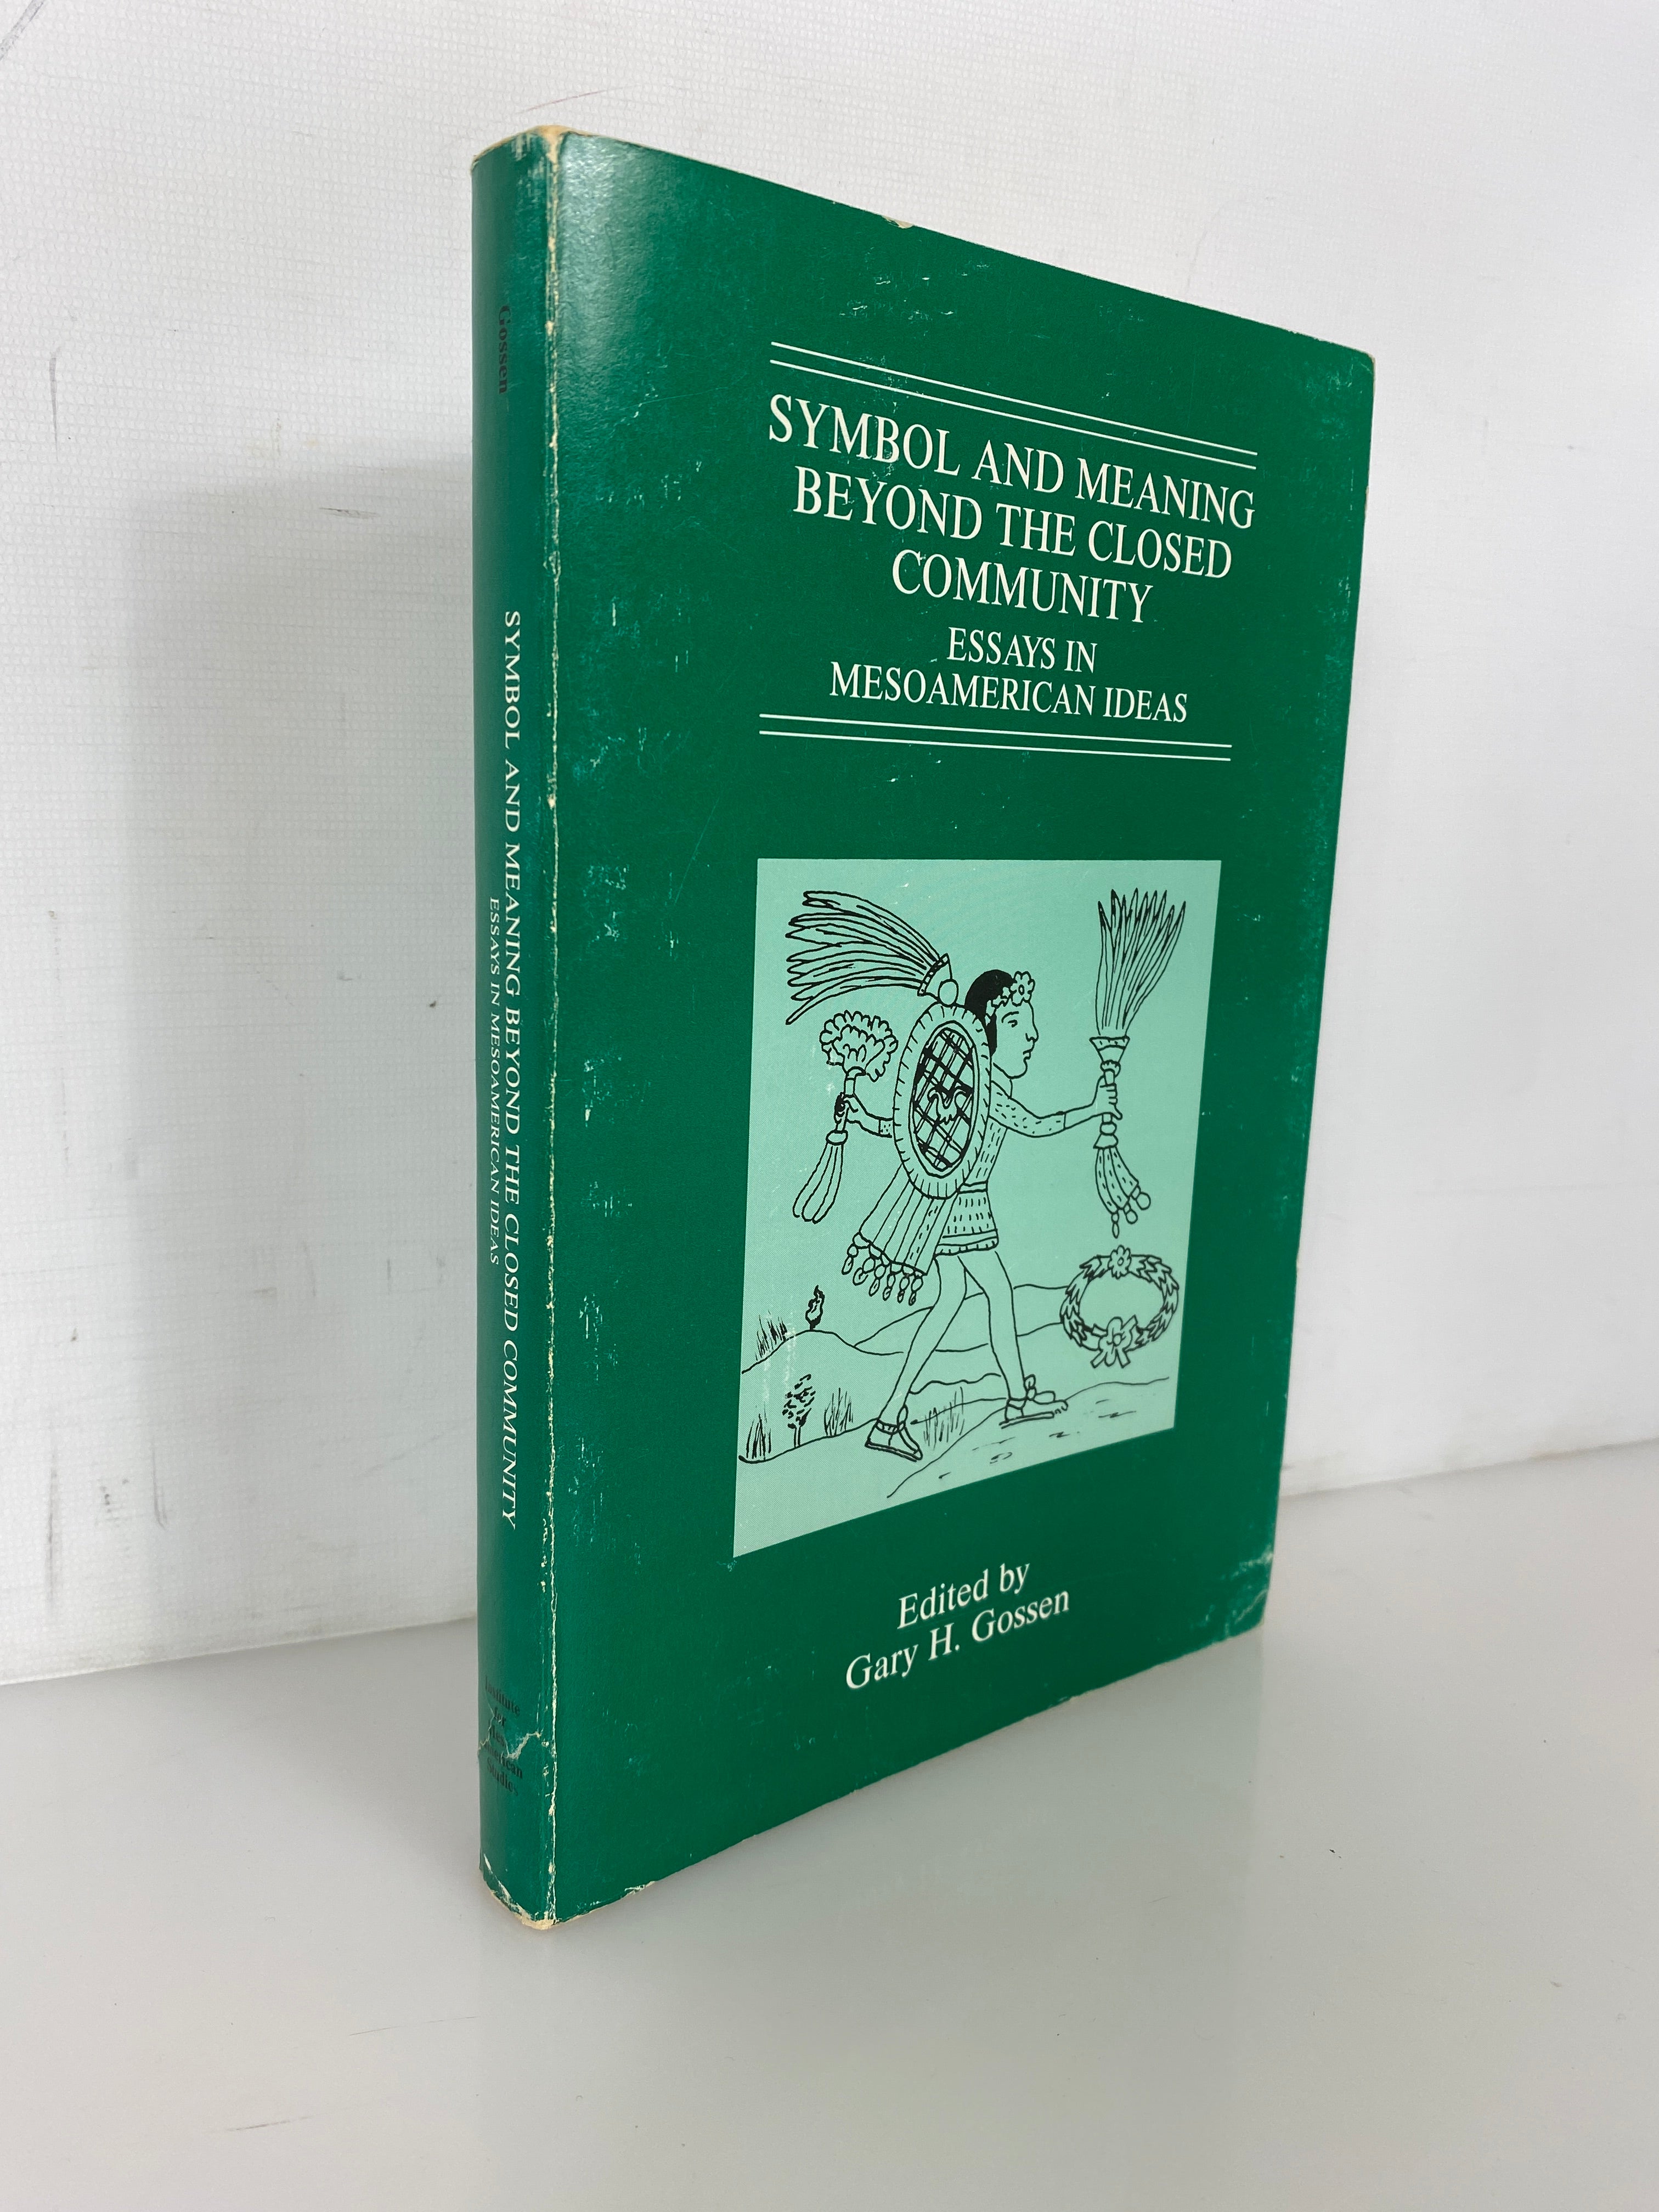 SYMBOL AND MEANING
BEYOND THE CLOSED
COMMUNITY
ESSAYS IN
MESOAMERICAN IDEAS
Edited by
Gary H. Gossen
Gossen
SYMBOL AND MEANING BEYOND THE CLOSED COMMUNITY
ESSAYS IN MESOAMERICAN IDEAS
Institute
for